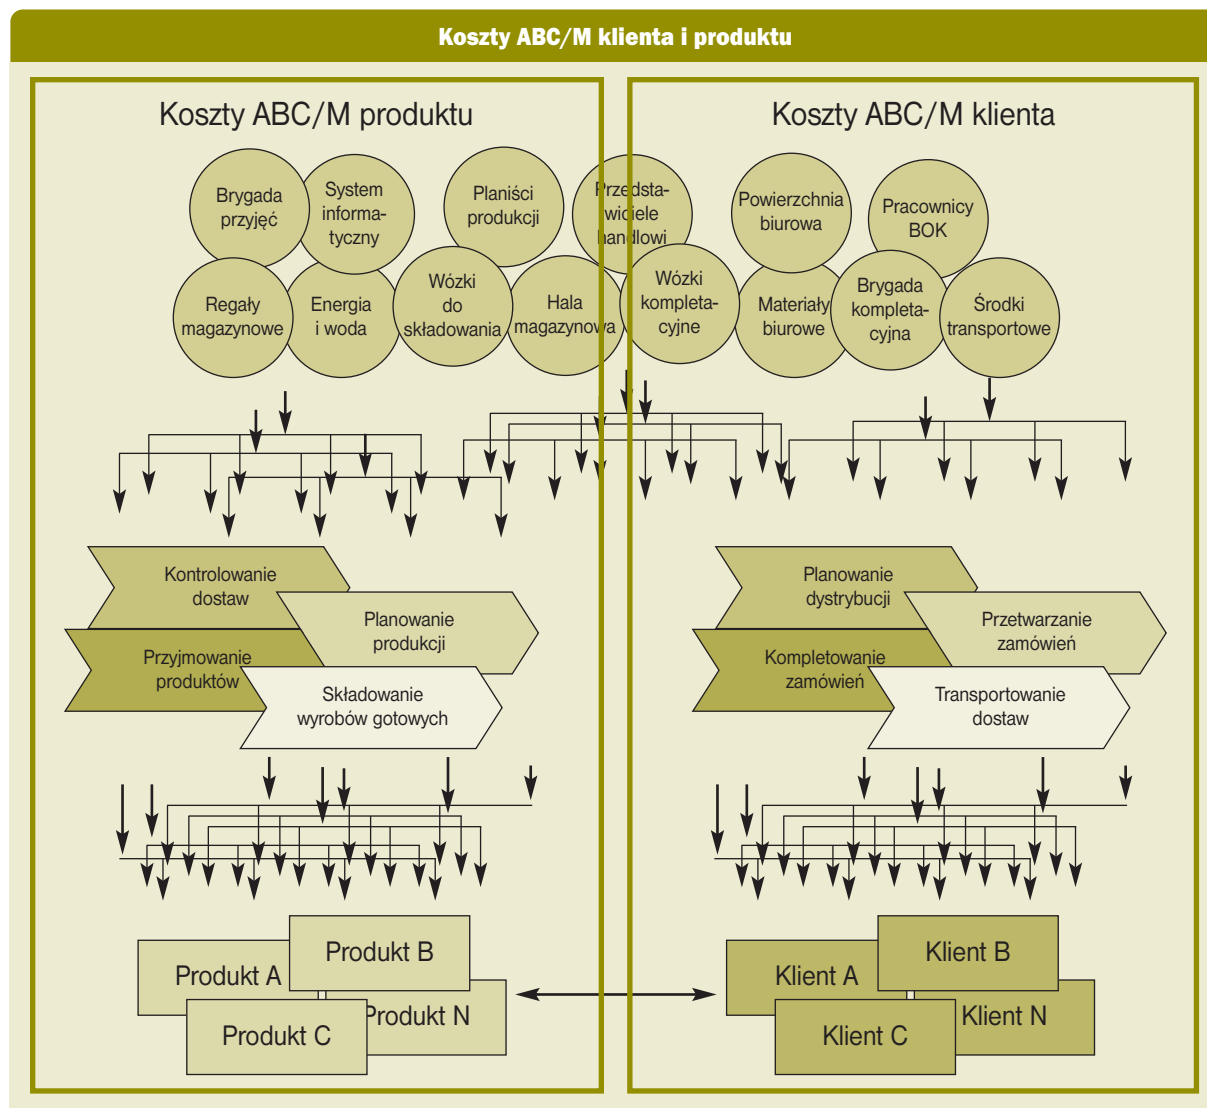 Koszty ABC/M klienta i produktu
Koszty ABC/M produktu
Koszty ABC/M klienta
Brygada
przyjęć
System
informa-
tyczny
Planiści
produkcji
Przedsta-
wiciele
handlowi
Powierzchnia
biurowa
Pracownicy
BOK
Regały
magazynowe
Energia
i woda
Wózki
do
składowania
Hala
magazynowa
Wózki
kompleta-
cyjne
Materiały
biurowe
Brygada
kompleta-
cyjna
Środki
transportowe
Kontrolowanie
dostaw
Planowanie
produkcji
Przyjmowanie
produktów
Składowanie
wyrobów gotowych
Planowanie
dystrybucji
Przetwarzanie
zamówień
Kompletowanie
zamówień
Transportowanie
dostaw
Produkt A
Produkt B
Produkt C
Produkt N
Klient A
Klient B
Klient C
Klient N